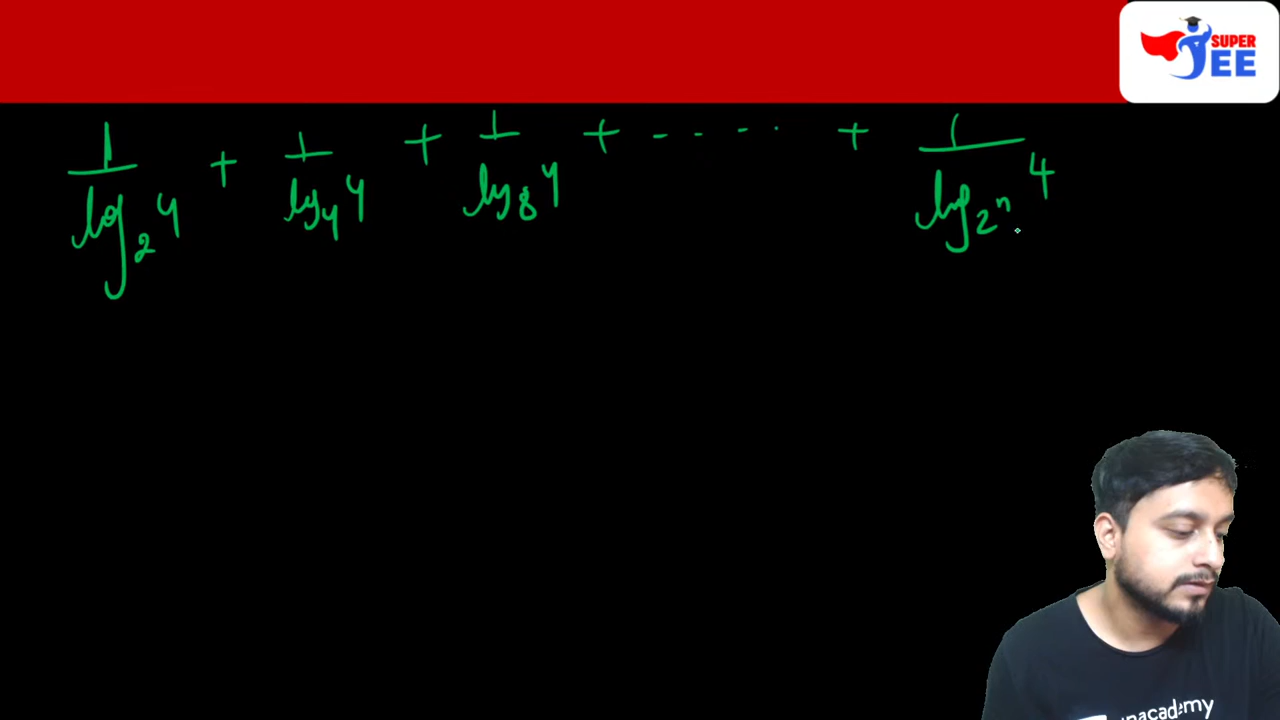 SUPER
JEE
1/log₂4 + 1/log₄4 + 1/log₈4 + - - - - . + 1/log₂ⁿ4
unacademy